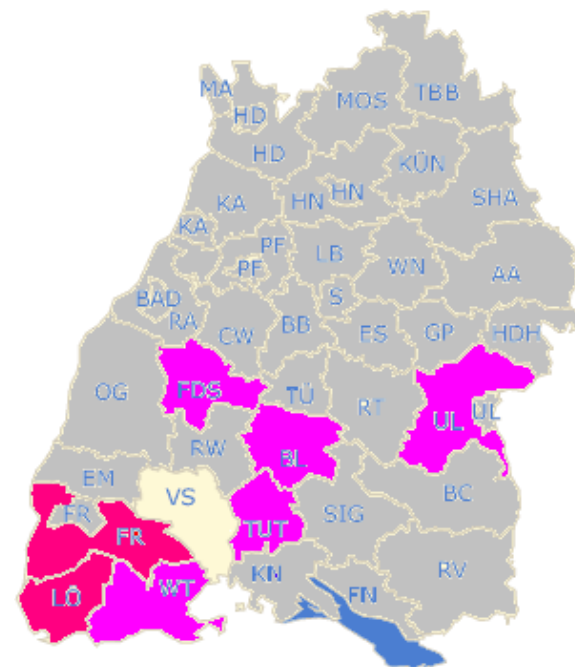 MA
MOS
TBB
HD
HD
KÜN
KA
HN
HN
SHA
KA
PF
LB
WN
PF
AA
BAD
S
RA
CW
BB
ES
GP
HDH
OG
FDS
TÜ
RT
UL
UL
RW
BL
EM
VS
SIG
BC
FR
FR
TUT
LÖ
WT
KN
FN
RV